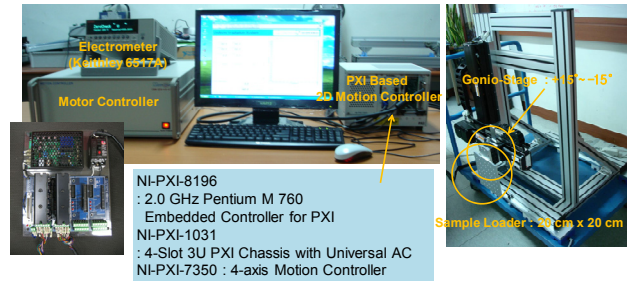 Electrometer
(Keithley 6517A)
Motor Controller
PXI Based
2D Motion Controller
Gonio-Stage : +15°~-15°
Sample Loader : 25 cm x 20 cm
NI-PXI-8196
: 2.0 GHz Pentium M 760
Embedded Controller for PXI
NI-PXI-1031
: 4-Slot 3U PXI Chassis with Universal AC
NI-PXI-7350 : 4-axis Motion Controller